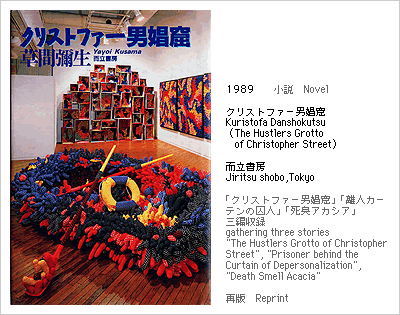 クリストファー男娼窟
Yayoi Kusama
草間彌生 而立書房
1989 小説 Novel
クリストファー男娼窟
Kuristofa Danshokutsu
(The Hustlers Grotto
of Christopher Street)
而立書房
Jiritsu shobo,Tokyo
「クリストファー男娼窟」「離人カー
テンの囚人」「死臭アカシア」
三編収録
gathering three stories
"The Hustlers Grotto of Christopher
Street", "Prisoner behind the
Curtain of Depersonalization",
"Death Smell Acacia"
再版 Reprint